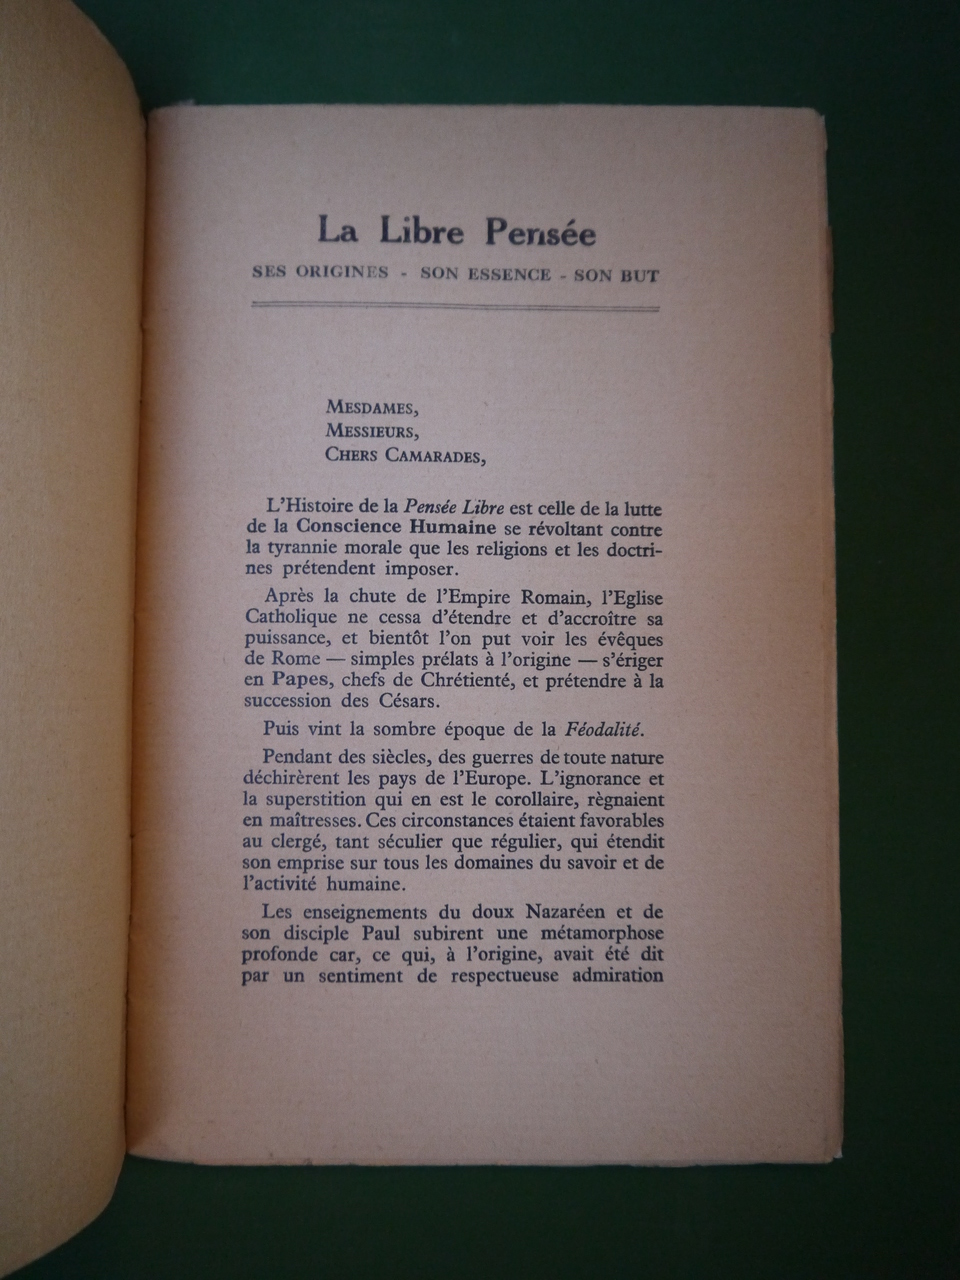 La Libre Pensée
SES ORIGINES - SON ESSENCE - SON BUT
MESDAMES,
MESSIEURS,
CHERS CAMARADES,
L'Histoire de la Pensée Libre est celle de la lutte
de la Conscience Humaine se révoltant contre
la tyrannie morale que les religions et les doctri-
nes prétendent imposer.
Après la chute de l'Empire Romain, l'Eglise
Catholique ne cessa d'étendre et d'accroître sa
puissance, et bientôt l'on put voir les évêques
de Rome — simples prélats à l'origine — s'ériger
en Papes, chefs de Chrétienté, et prétendre à la
succession des Césars.
Puis vint la sombre époque de la Féodalité.
Pendant des siècles, des guerres de toute nature
déchirèrent les pays de l'Europe. L'ignorance et
la superstition qui en est le corollaire, règnaient
en maîtresses. Ces circonstances étaient favorables
au clergé, tant séculier que régulier, qui étendit
son emprise sur tous les domaines du savoir et de
l'activité humaine.
Les enseignements du doux Nazaréen et de
son disciple Paul subirent une métamorphose
profonde car, ce qui, à l'origine, avait été dit
par un sentiment de respectueuse admiration